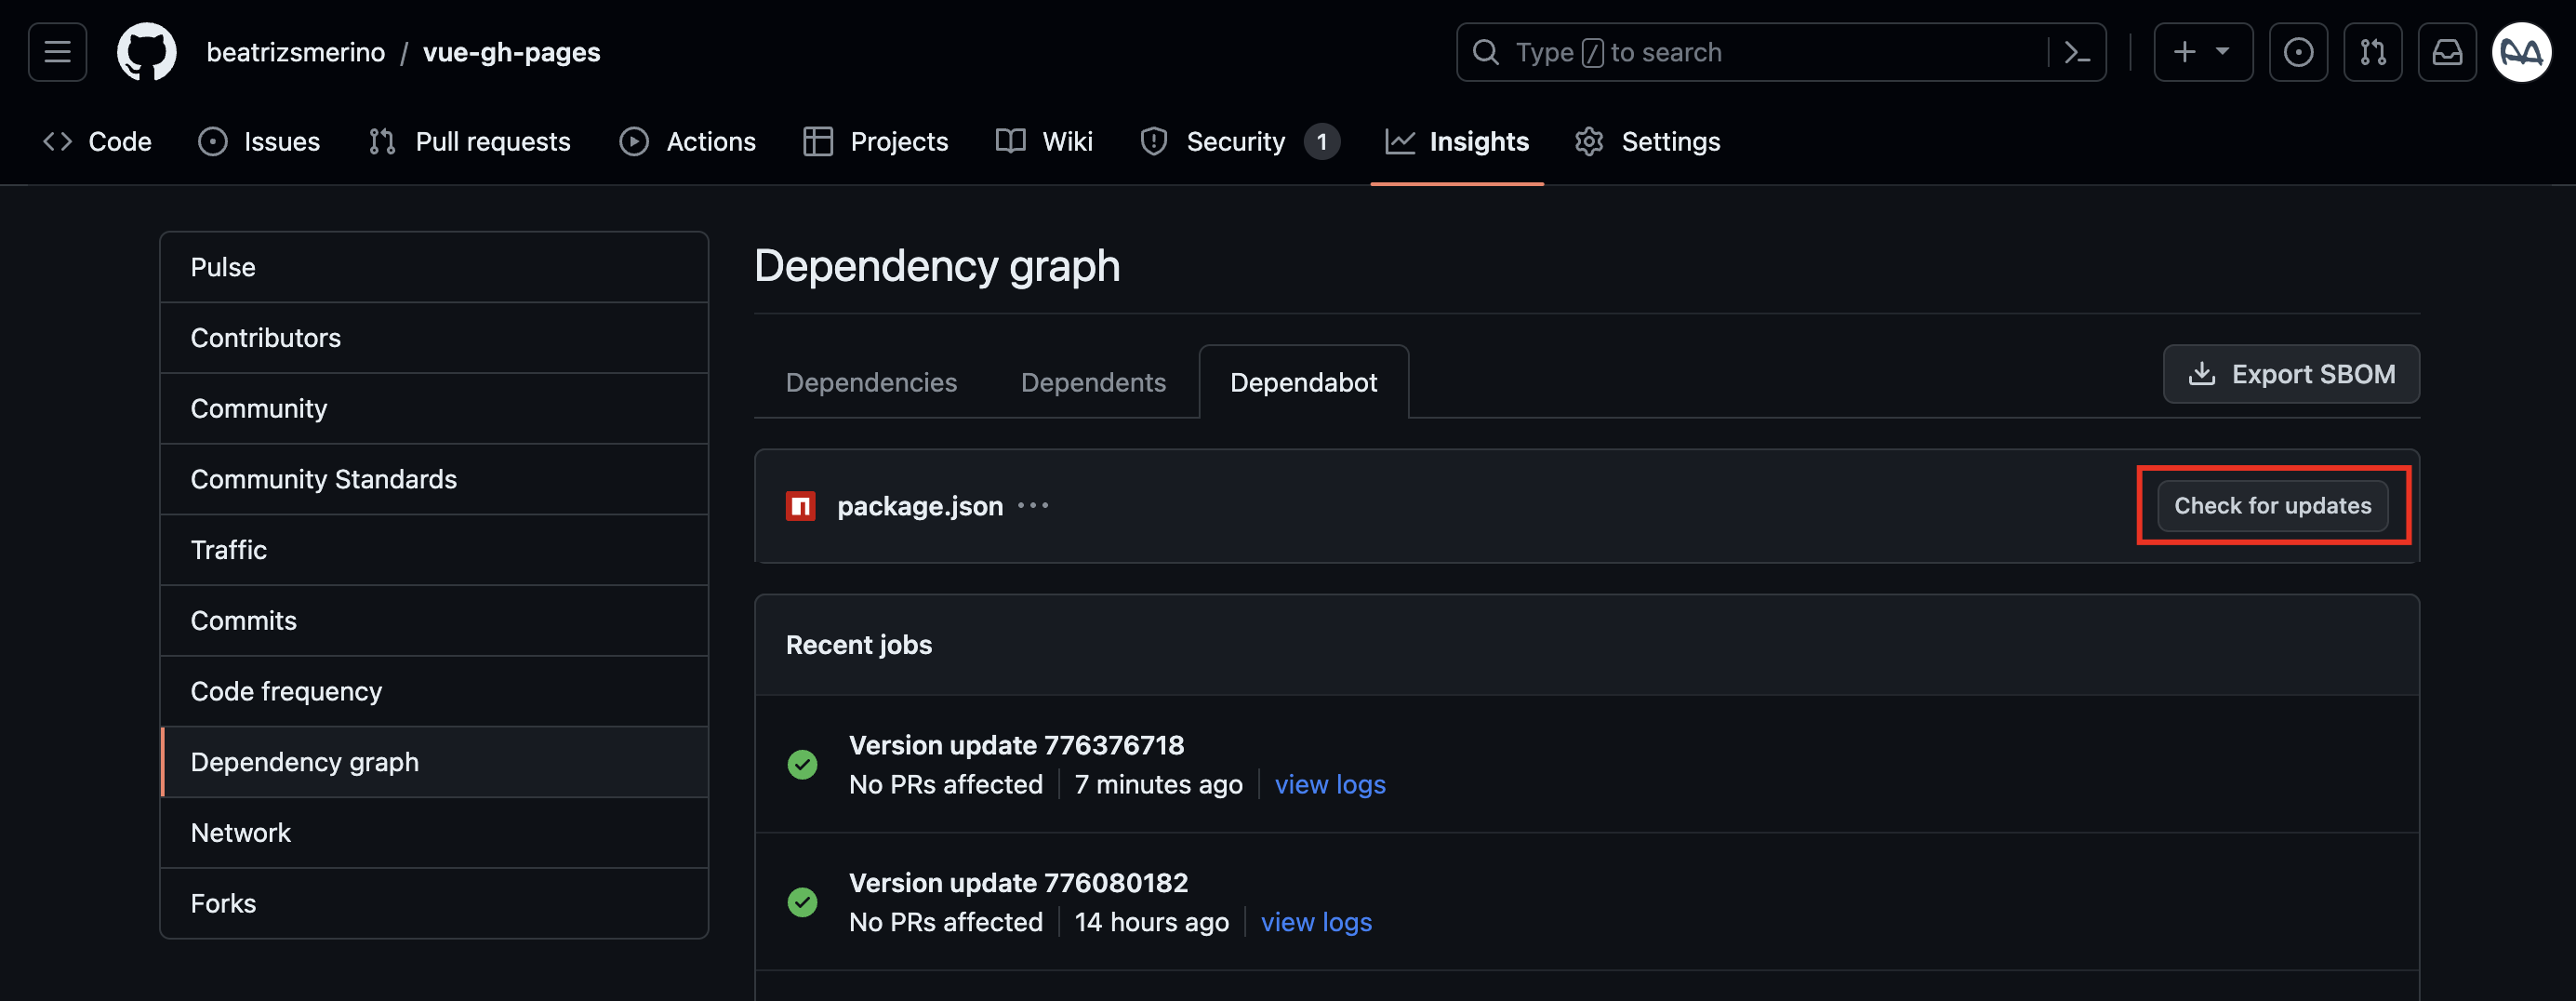 beatrizsmerino / vue-gh-pages
Type / to search
Code Issues Pull requests Actions Projects Wiki Security 1 Insights Settings
Pulse
Contributors
Community
Community Standards
Traffic
Commits
Code frequency
Dependency graph
Network
Forks
Dependency graph
Dependencies Dependents Dependabot
Export SBOM
package.json ···
Check for updates
Recent jobs
Version update 776376718
No PRs affected 7 minutes ago view logs
Version update 776080182
No PRs affected 14 hours ago view logs